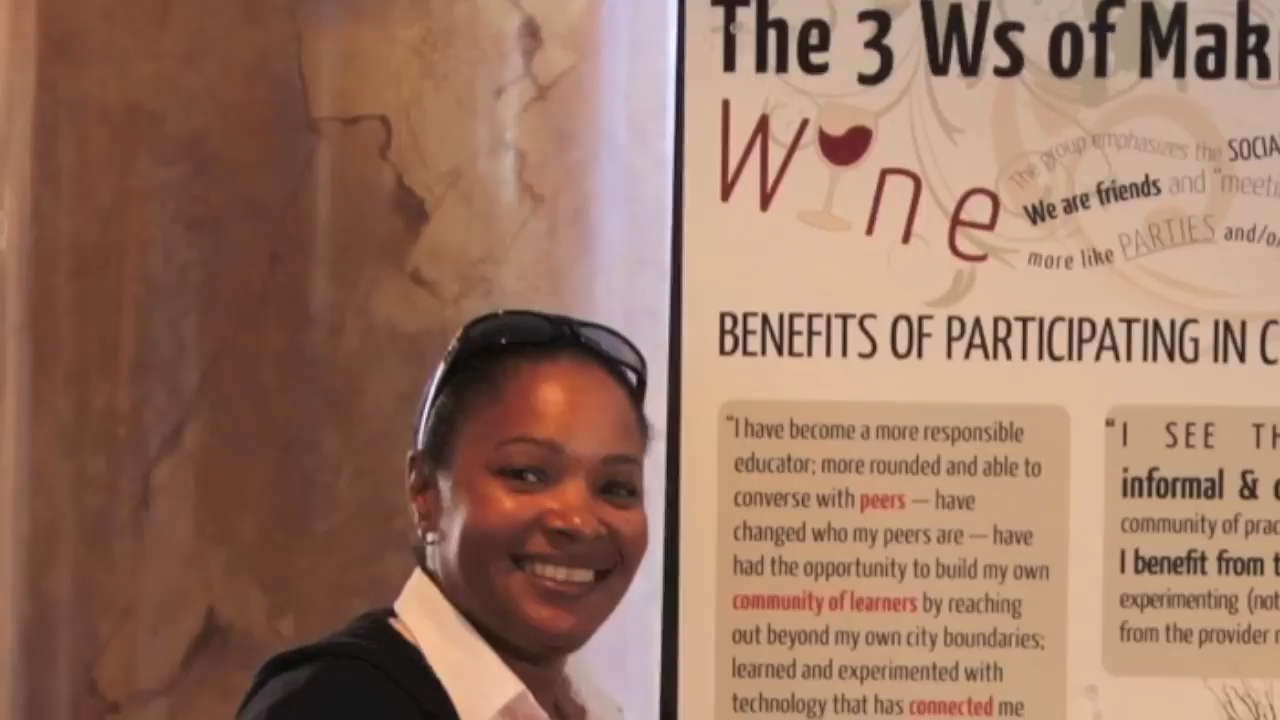 The 3 Ws of Mak
Wine
The group emphasizes the SOCIA
We are friends and "meeti
more like PARTIES and/o
BENEFITS OF PARTICIPATING IN C
"I have become a more responsible
educator; more rounded and able to
converse with peers — have
changed who my peers are — have
had the opportunity to build my own
community of learners by reaching
out beyond my own city boundaries;
learned and experimented with
technology that has connected me
"I SEE TH
informal & c
community of prac
I benefit from t
experimenting (not
from the provider r